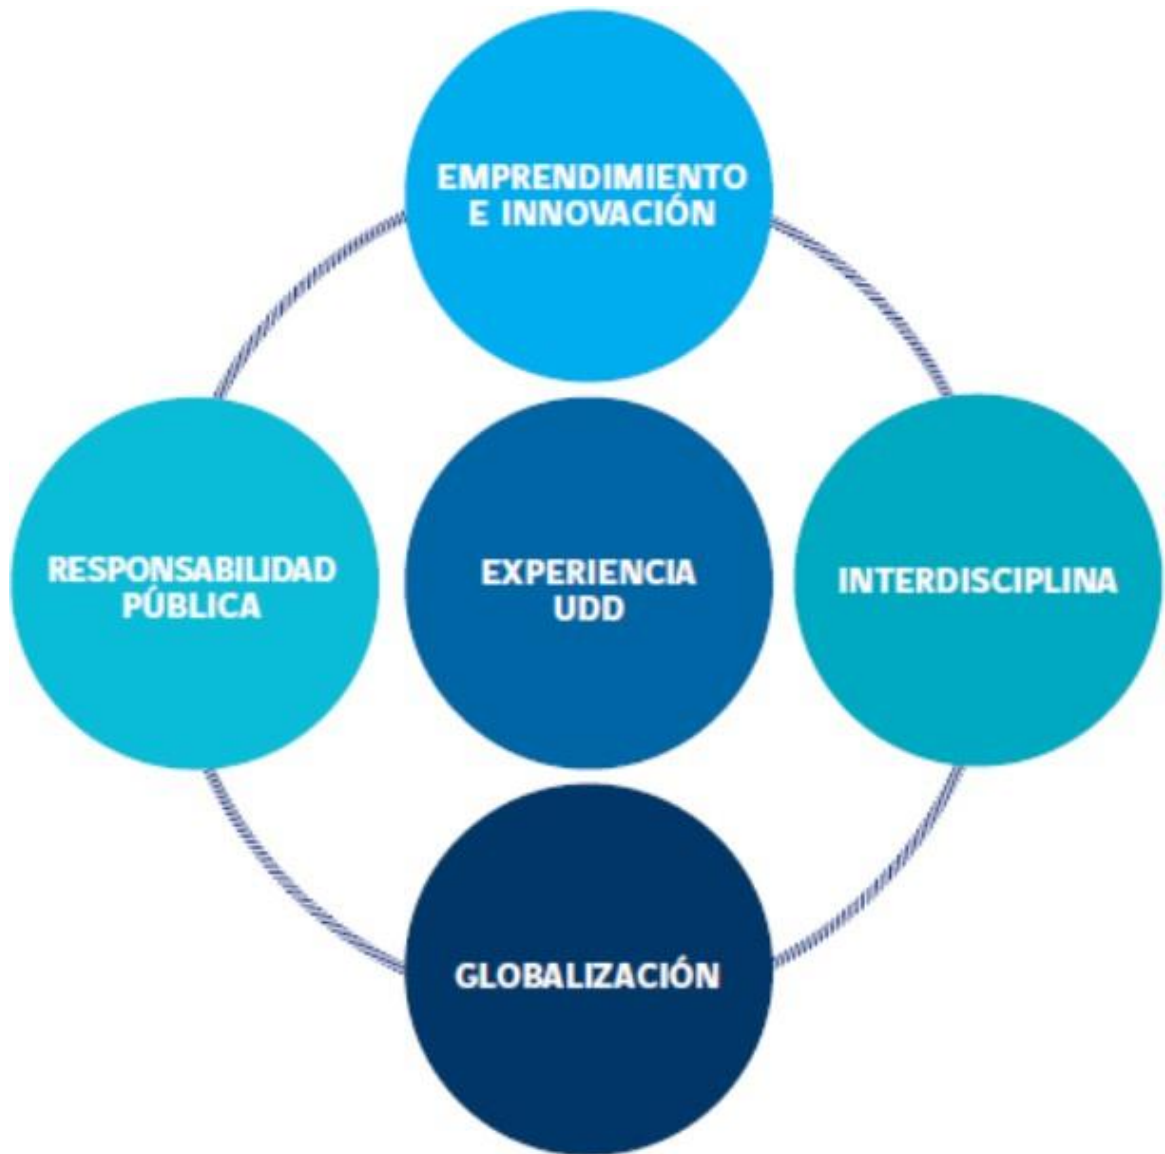 EMPRENDIMIENTO
E INNOVACIÓN
RESPONSABILIDAD
PÚBLICA
EXPERIENCIA
UDD
INTERDISCIPLINA
GLOBALIZACIÓN